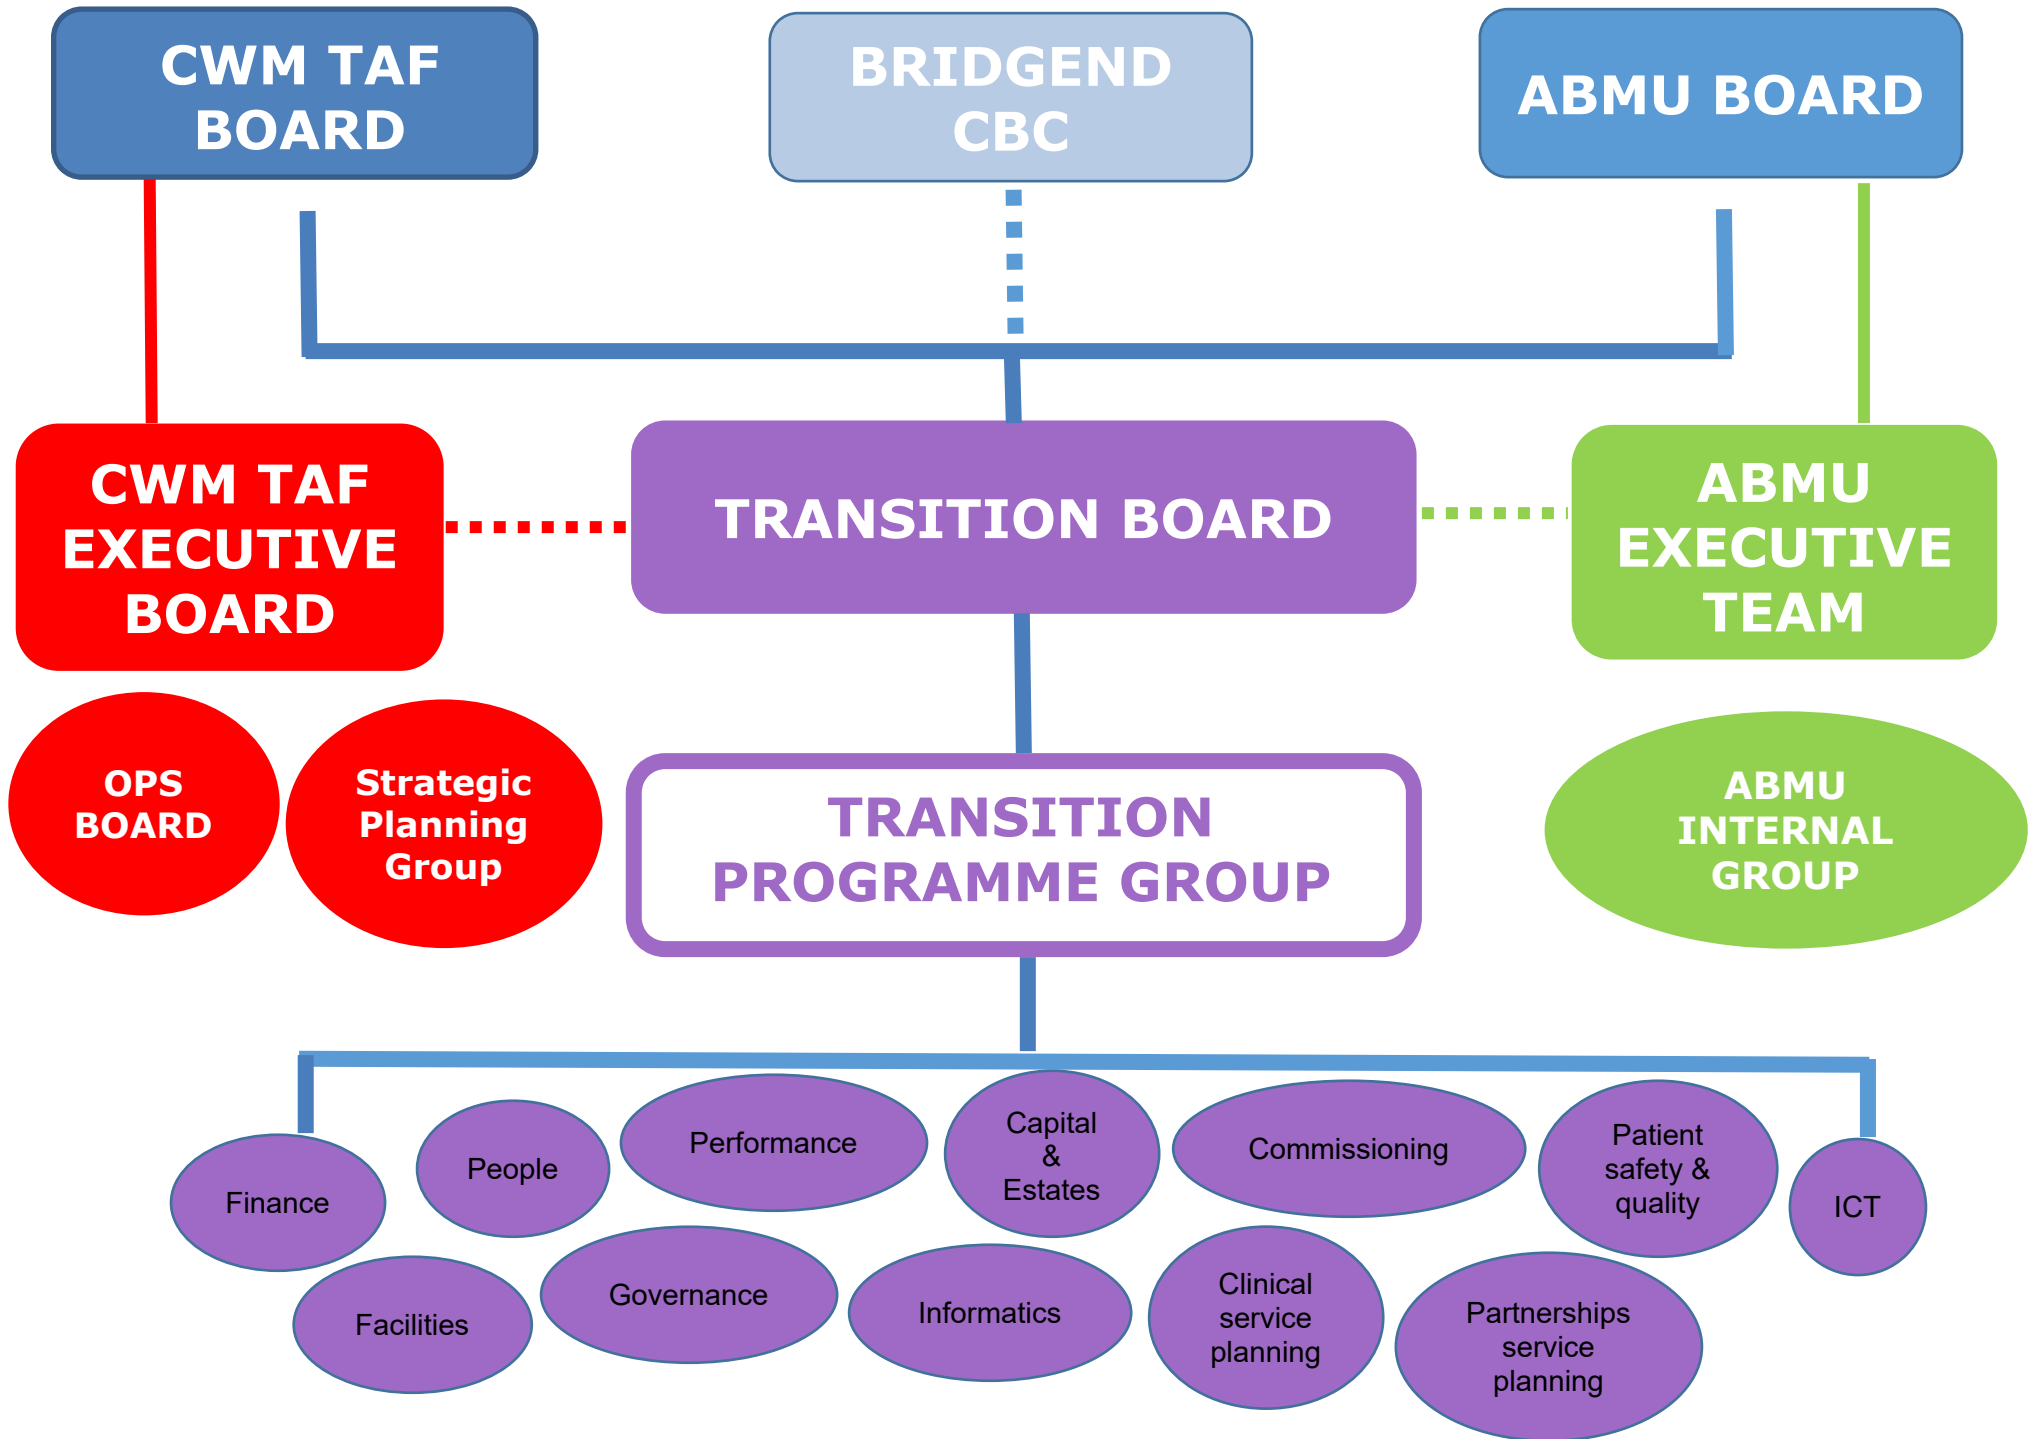 CWM TAF
BOARD
BRIDGEND
CBC
ABMU BOARD
CWM TAF
EXECUTIVE
BOARD
TRANSITION BOARD
ABMU
EXECUTIVE
TEAM
OPS
BOARD
Strategic
Planning
Group
TRANSITION
PROGRAMME GROUP
ABMU
INTERNAL
GROUP
Finance
People
Performance
Capital
&
Estates
Commissioning
Patient
safety &
quality
ICT
Facilities
Governance
Informatics
Clinical
service
planning
Partnerships
service
planning